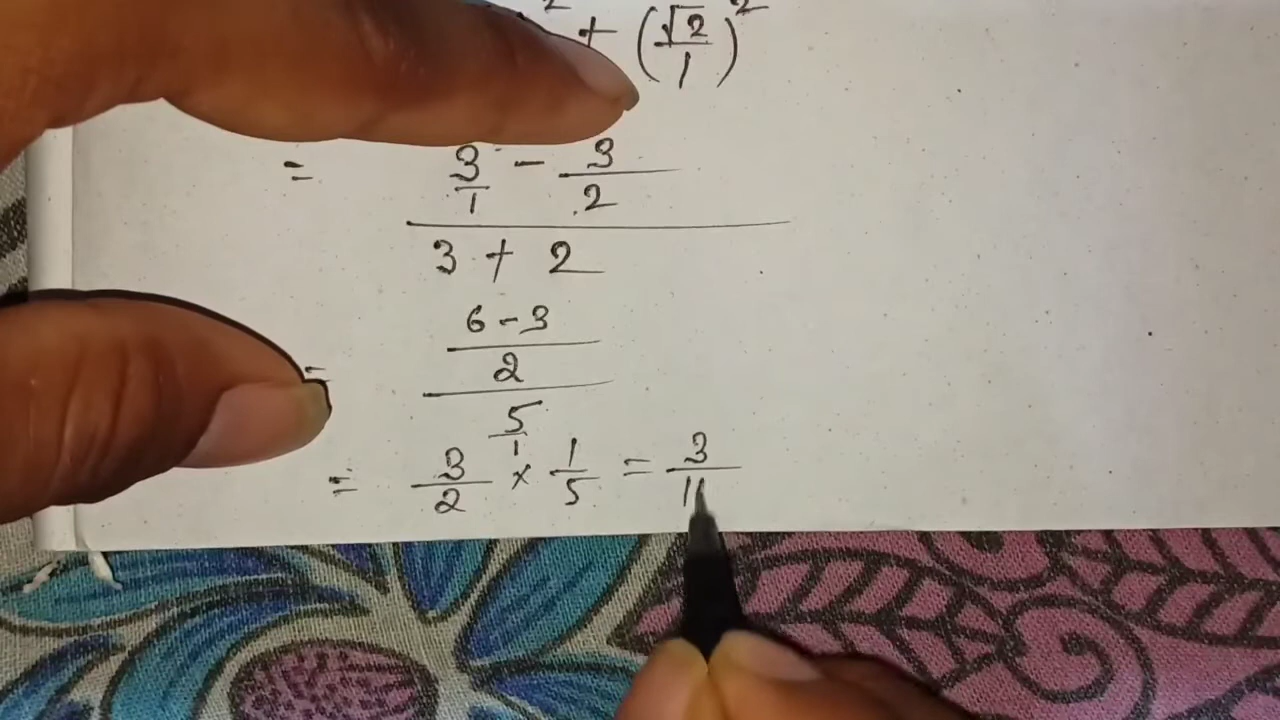 + (√2/1)²
= 3/1 - 3/2
3 + 2
= 6-3
2
5/1
= 3/2 × 1/5 = 3/1